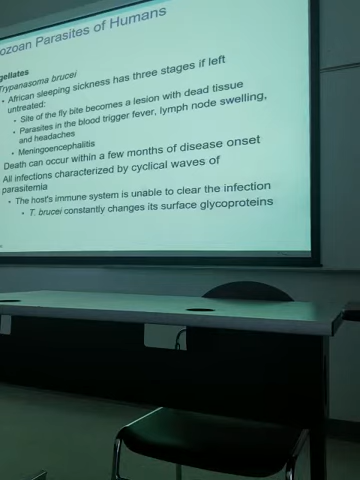 ozoan Parasites of Humans
gellates
Trypanasoma brucei
• African sleeping sickness has three stages if left
untreated:
• Site of the fly bite becomes a lesion with dead tissue
• Parasites in the blood trigger fever, lymph node swelling,
and headaches
• Meningoencephalitis
Death can occur within a few months of disease onset
All infections characterized by cyclical waves of
parasitemia
• The host's immune system is unable to clear the infection
• T. brucei constantly changes its surface glycoproteins